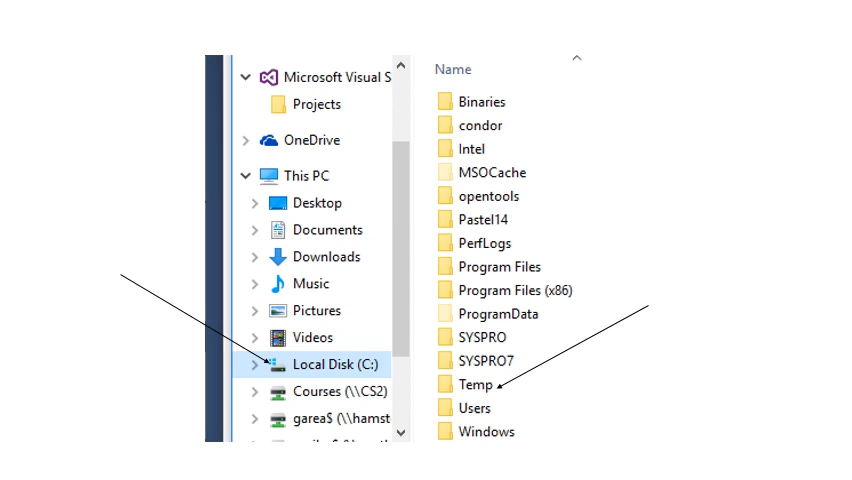 Microsoft Visual S
Projects
OneDrive
This PC
Desktop
Documents
Downloads
Music
Pictures
Videos
Local Disk (C:)
Courses (\\CS2)
garea$ (\\hamst
Name
Binaries
condor
Intel
MSOCache
opentools
Pastel14
PerfLogs
Program Files
Program Files (x86)
ProgramData
SYSPRO
SYSPRO7
Temp
Users
Windows